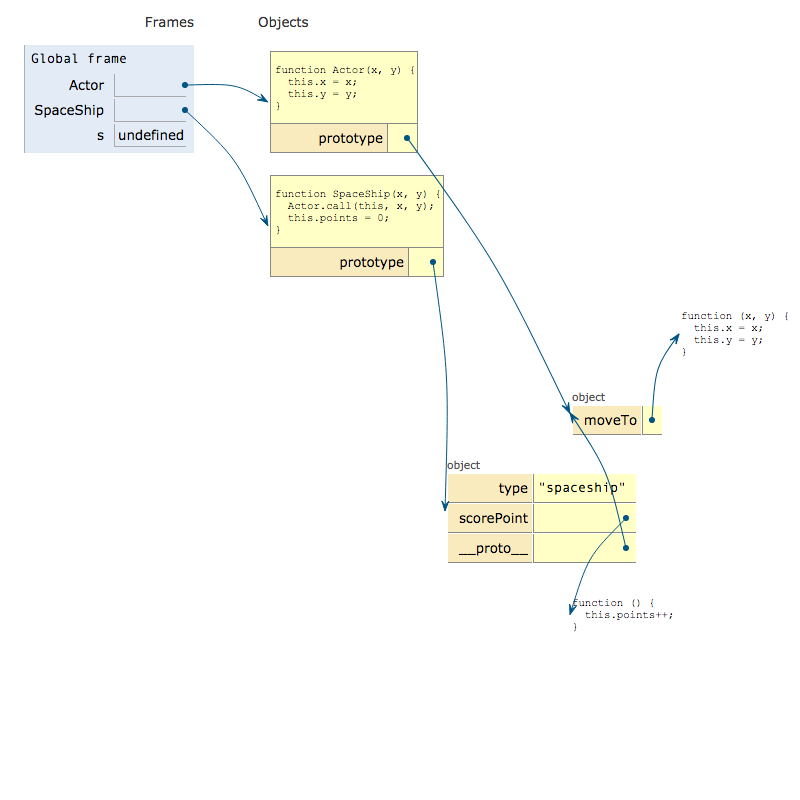 Frames Objects
Global frame
Actor
SpaceShip
s undefined
function Actor(x, y) {
this.x = x;
this.y = y;
}
prototype
function SpaceShip(x, y) {
Actor.call(this, x, y);
this.points = 0;
}
prototype
function (x, y) {
this.x = x;
this.y = y;
}
object
moveTo
object
type "spaceship"
scorePoint
__proto__
function () {
this.points++;
}